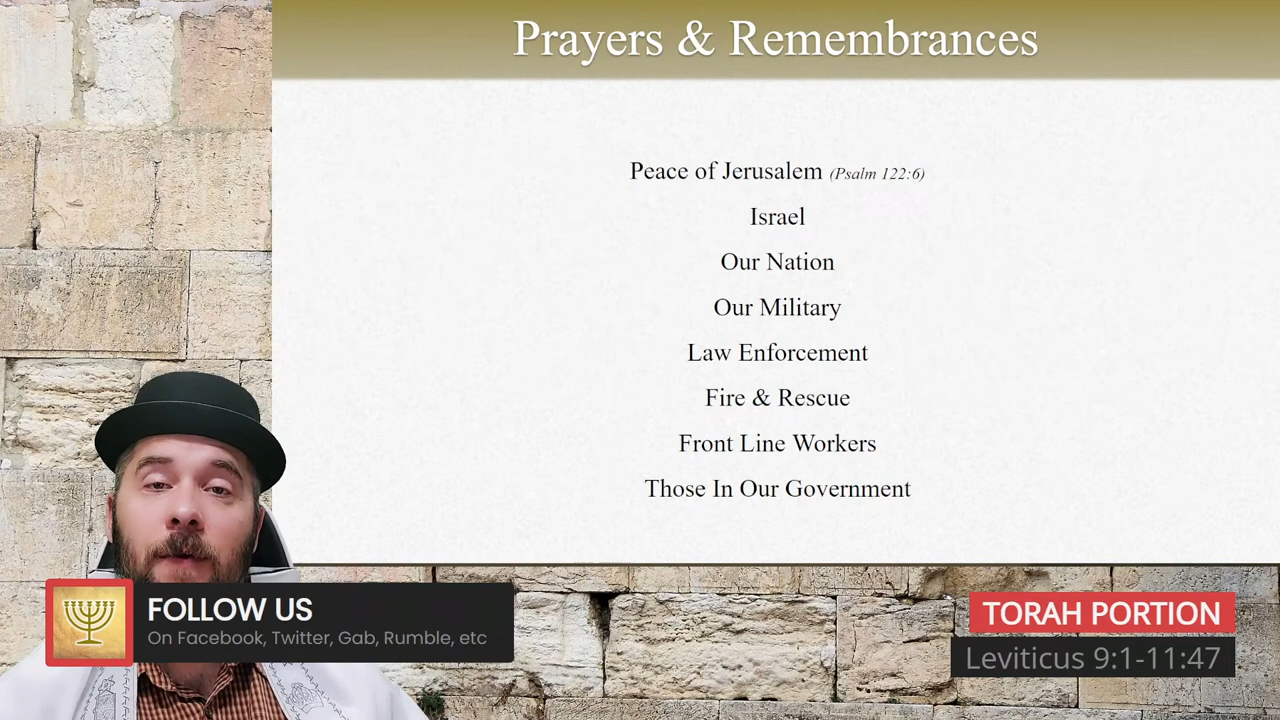 Prayers & Remembrances
Peace of Jerusalem (Psalm 122:6)
Israel
Our Nation
Our Military
Law Enforcement
Fire & Rescue
Front Line Workers
Those In Our Government
FOLLOW US
On Facebook, Twitter, Gab, Rumble, etc
TORAH PORTION
Leviticus 9:1-11:47